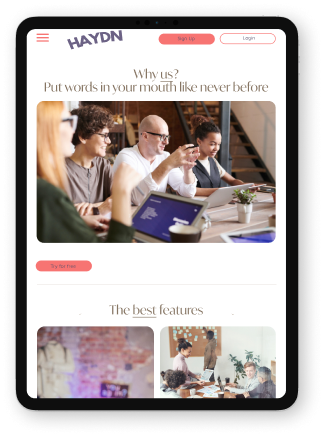 HAYDN
Sign Up
Login
Why us?
Put words in your mouth like never before
Try for free
The best features